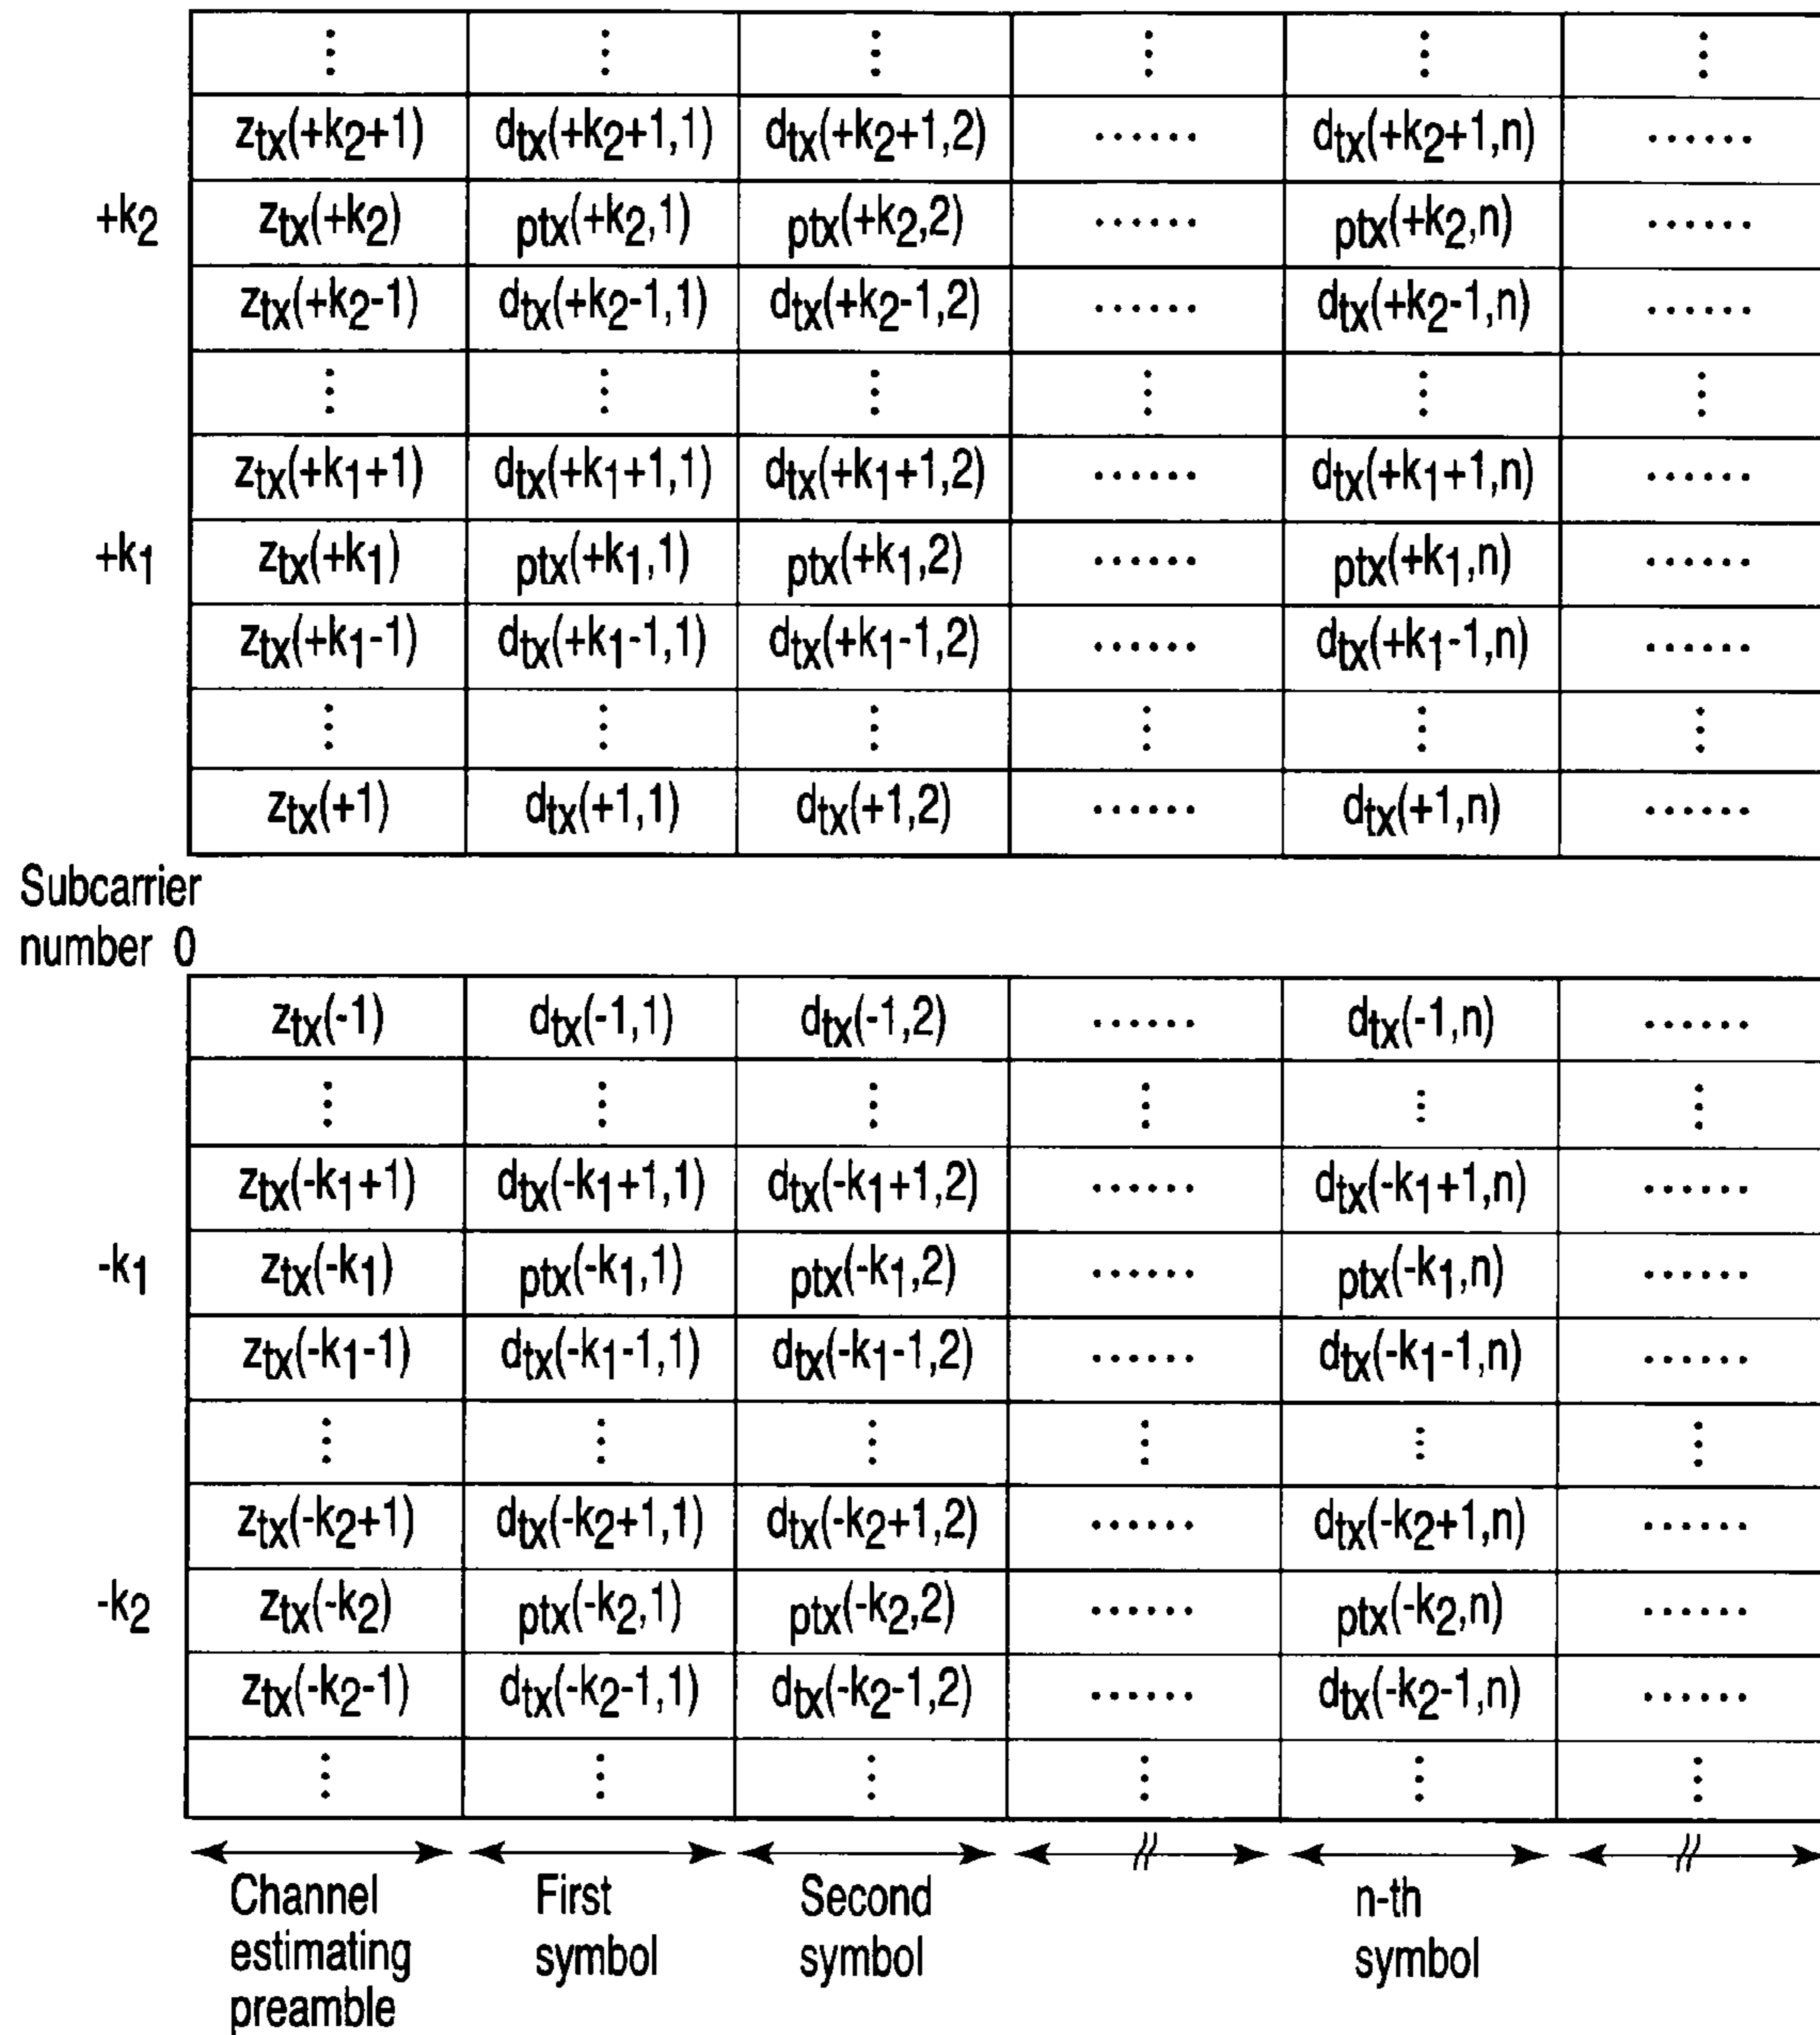 ⋮ ⋮ ⋮ ⋮ ⋮ ⋮
ztx(+k2+1) dtx(+k2+1,1) dtx(+k2+1,2) ...... dtx(+k2+1,n) ......
+k2 ztx(+k2) ptx(+k2,1) ptx(+k2,2) ...... ptx(+k2,n) ......
ztx(+k2-1) dtx(+k2-1,1) dtx(+k2-1,2) ...... dtx(+k2-1,n) ......
⋮ ⋮ ⋮ ⋮ ⋮ ⋮
ztx(+k1+1) dtx(+k1+1,1) dtx(+k1+1,2) ...... dtx(+k1+1,n) ......
+k1 ztx(+k1) ptx(+k1,1) ptx(+k1,2) ...... ptx(+k1,n) ......
ztx(+k1-1) dtx(+k1-1,1) dtx(+k1-1,2) ...... dtx(+k1-1,n) ......
⋮ ⋮ ⋮ ⋮ ⋮ ⋮
ztx(+1) dtx(+1,1) dtx(+1,2) ...... dtx(+1,n) ......
Subcarrier
number 0
ztx(-1) dtx(-1,1) dtx(-1,2) ...... dtx(-1,n) ......
⋮ ⋮ ⋮ ⋮ ⋮ ⋮
ztx(-k1+1) dtx(-k1+1,1) dtx(-k1+1,2) ...... dtx(-k1+1,n) ......
-k1 ztx(-k1) ptx(-k1,1) ptx(-k1,2) ...... ptx(-k1,n) ......
ztx(-k1-1) dtx(-k1-1,1) dtx(-k1-1,2) ...... dtx(-k1-1,n) ......
⋮ ⋮ ⋮ ⋮ ⋮ ⋮
ztx(-k2+1) dtx(-k2+1,1) dtx(-k2+1,2) ...... dtx(-k2+1,n) ......
-k2 ztx(-k2) ptx(-k2,1) ptx(-k2,2) ...... ptx(-k2,n) ......
ztx(-k2-1) dtx(-k2-1,1) dtx(-k2-1,2) ...... dtx(-k2-1,n) ......
⋮ ⋮ ⋮ ⋮ ⋮ ⋮
Channel
estimating
preamble
First
symbol
Second
symbol
n-th
symbol